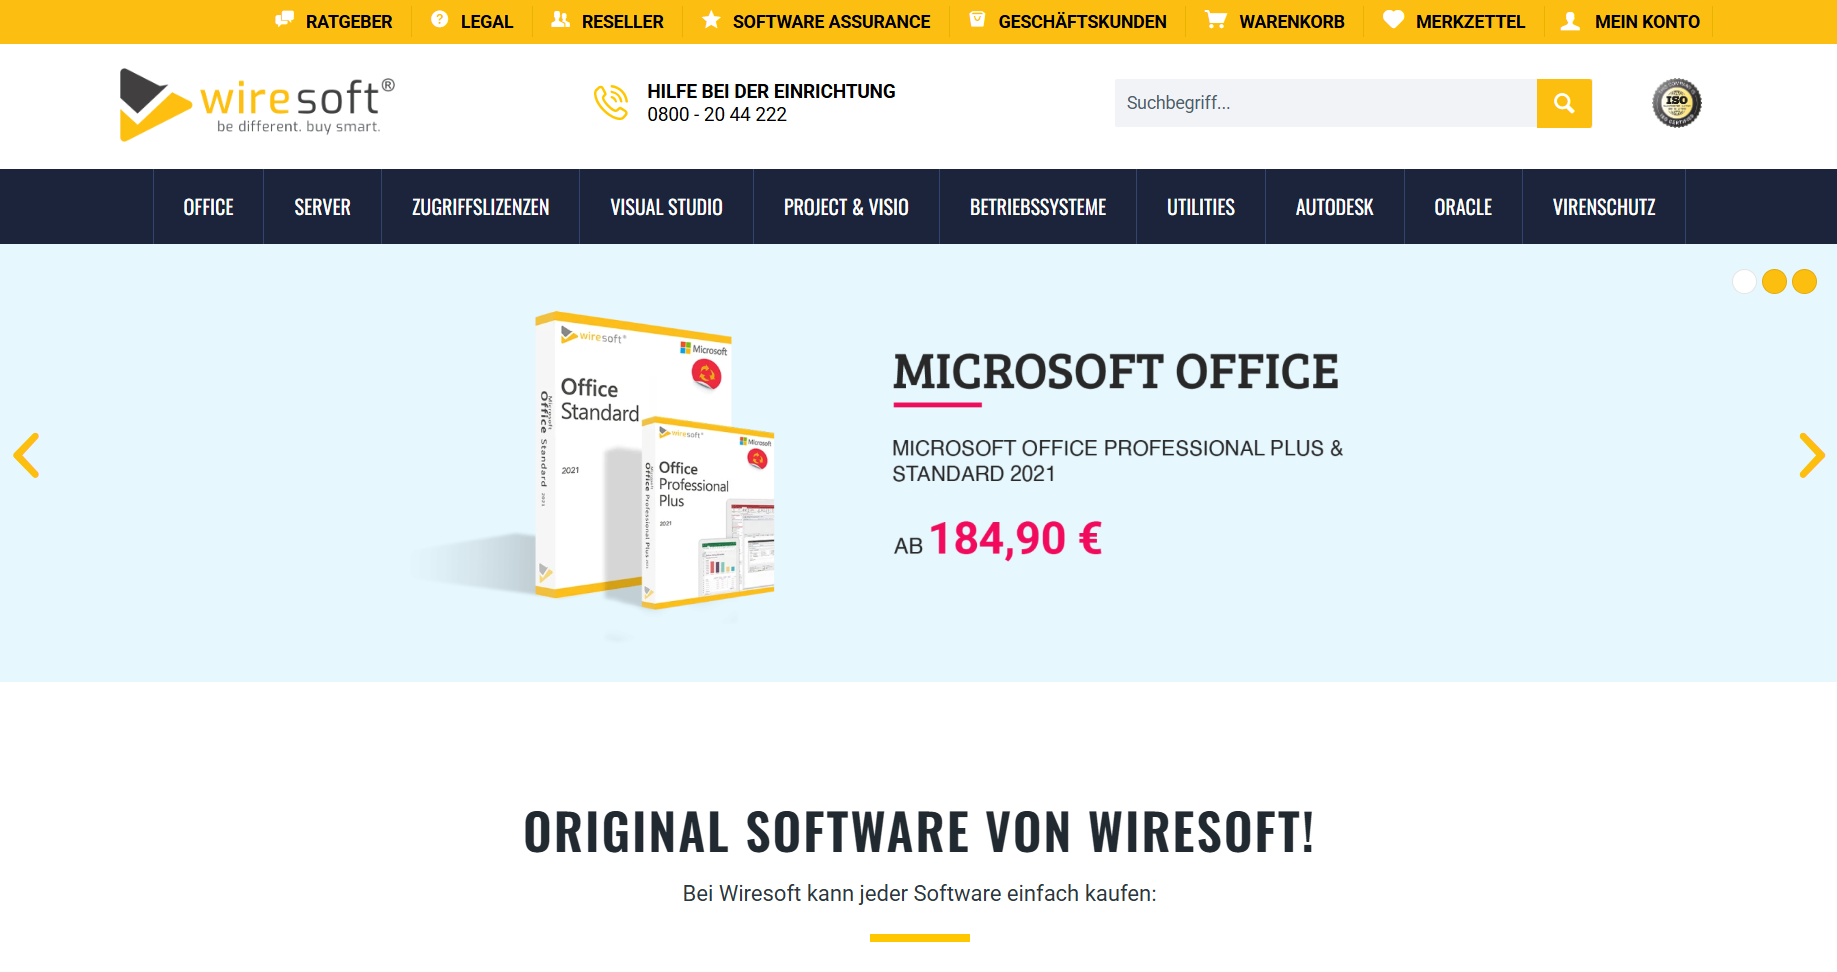 RATGEBER LEGAL RESELLER SOFTWARE ASSURANCE GESCHÄFTSKUNDEN WARENKORB MERKZETTEL MEIN KONTO
wiresoft®
be different. buy smart.
HILFE BEI DER EINRICHTUNG
0800 - 20 44 222
Suchbegriff...
ISO
OFFICE SERVER ZUGRIFFSLIZENZEN VISUAL STUDIO PROJECT & VISIO BETRIEBSSYSTEME UTILITIES AUTODESK ORACLE VIRENSCHUTZ
wiresoft®
Microsoft
Office
Standard
2021
Microsoft
Office Standard 2021
wiresoft®
Microsoft
Office
Professional
Plus
2021
Microsoft
Office Professional Plus
MICROSOFT OFFICE
MICROSOFT OFFICE PROFESSIONAL PLUS &
STANDARD 2021
AB 184,90 €
ORIGINAL SOFTWARE VON WIRESOFT!
Bei Wiresoft kann jeder Software einfach kaufen: